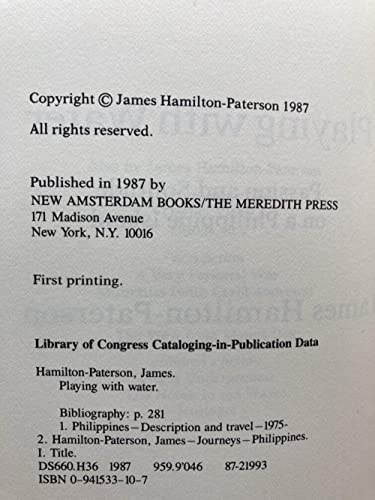 Copyright © James Hamilton-Paterson 1987
All rights reserved.
Published in 1987 by
NEW AMSTERDAM BOOKS/THE MEREDITH PRESS
171 Madison Avenue
New York, N.Y. 10016
First printing.
Library of Congress Cataloging-in-Publication Data
Hamilton-Paterson, James.
Playing with water.
Bibliography: p. 281
1. Philippines—Description and travel—1975-
2. Hamilton-Paterson, James—Journeys—Philippines.
I. Title.
DS660.H36 1987 959.9'046 87-21993
ISBN 0-941533-10-7